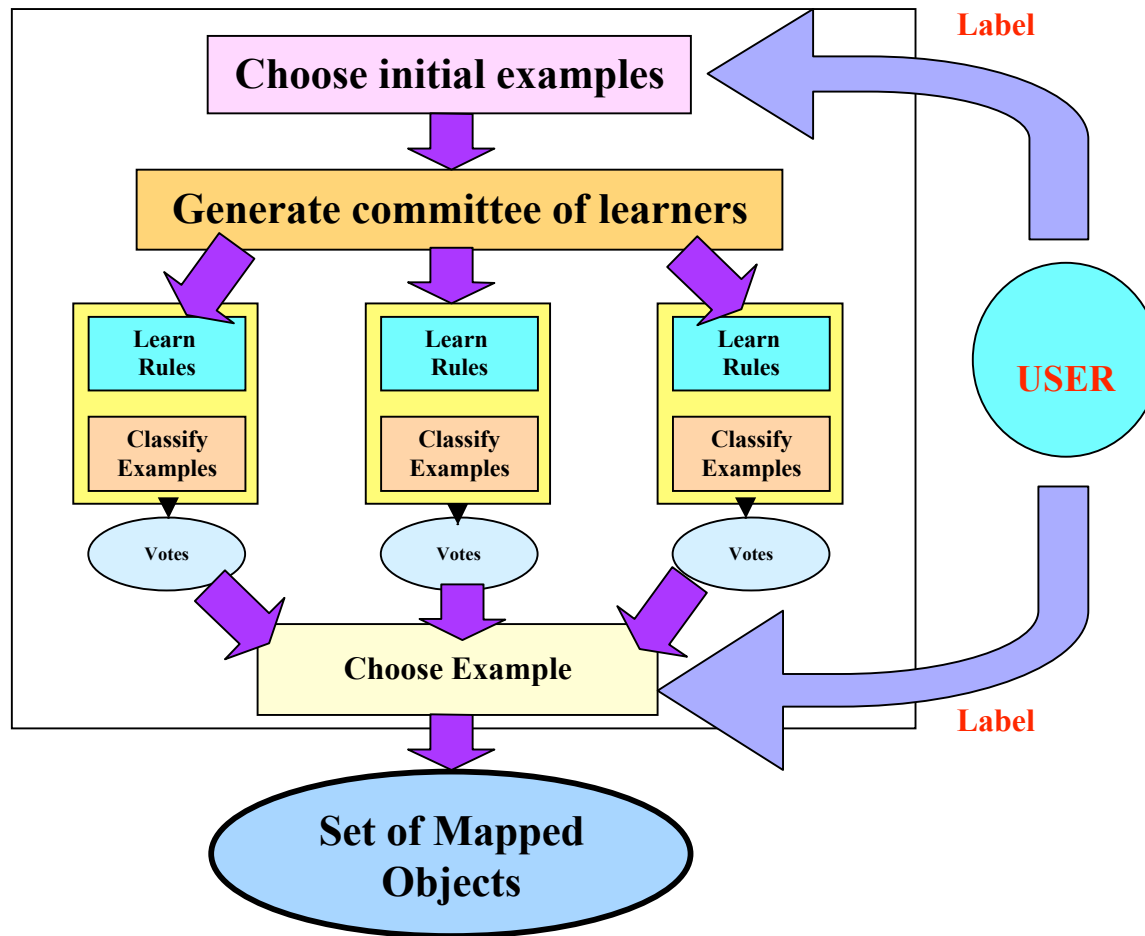 Label
Choose initial examples
Generate committee of learners
Learn
Rules
Learn
Rules
Learn
Rules
USER
Classify
Examples
Classify
Examples
Classify
Examples
Votes
Votes
Votes
Choose Example
Label
Set of Mapped
Objects